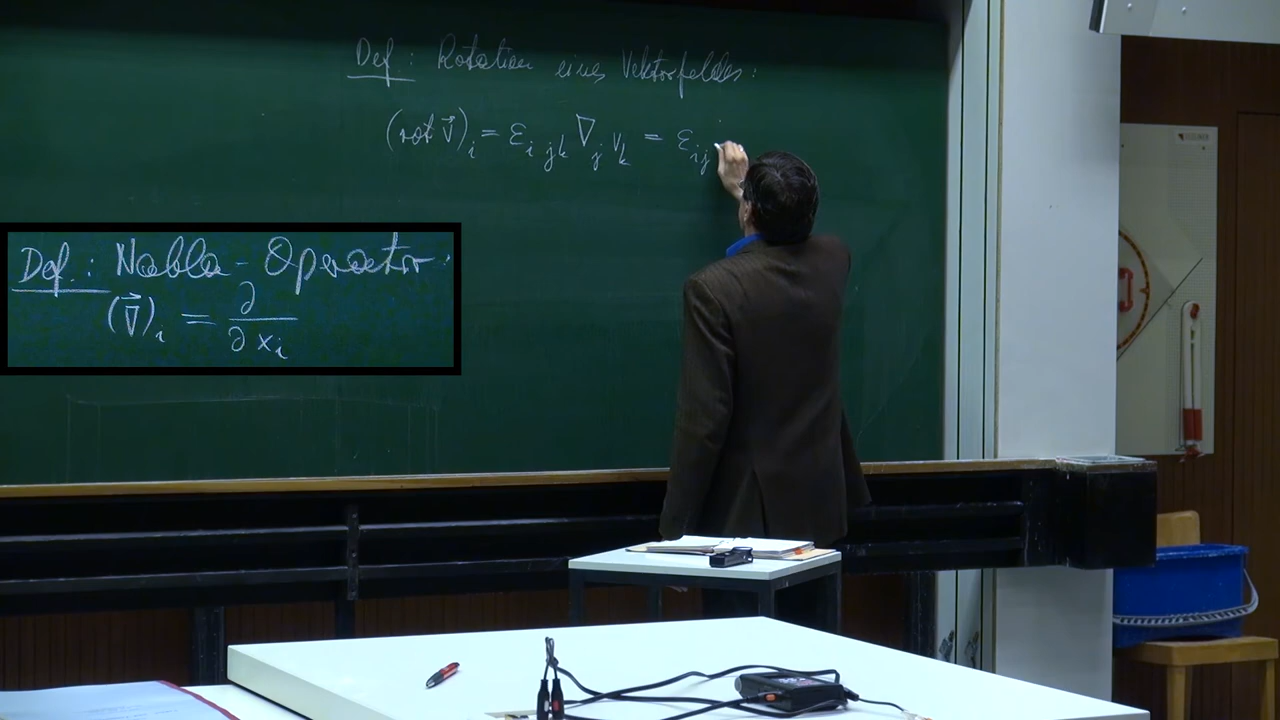 Def : Rotation eines Vektorfeldes :
(rot v⃗)ᵢ = εᵢⱼₖ ∇ⱼ vₖ = εᵢⱼ
Def. : Nabla - Operator :
(∇⃗)ᵢ = ∂/∂xᵢ